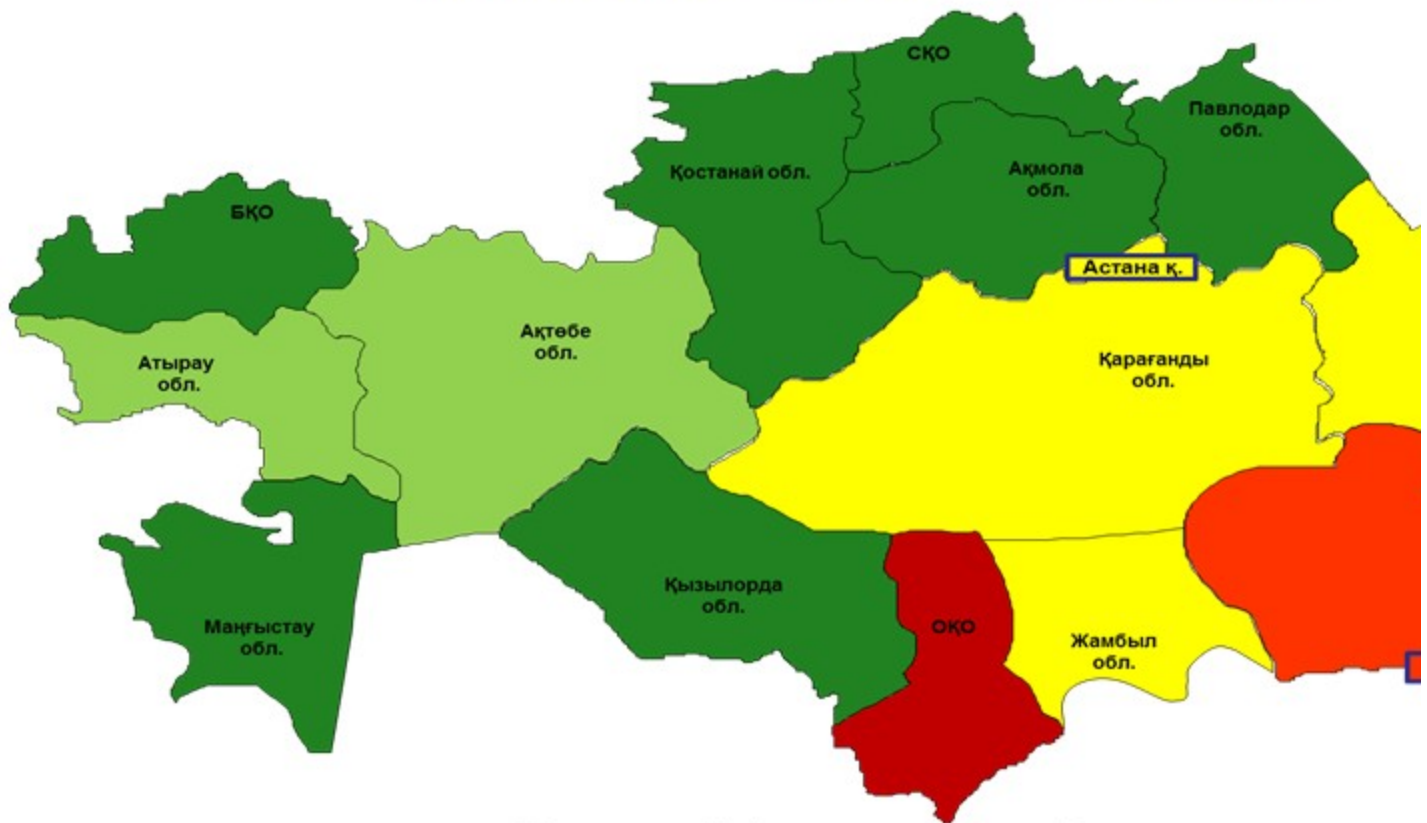 СҚО
Павлодар
обл.
Қостанай обл.
Ақмола
обл.
БҚО
Астана қ.
Ақтөбе
обл.
Атырау
обл.
Қарағанды
обл.
Қызылорда
обл.
Маңғыстау
обл.
ОҚО
Жамбыл
обл.